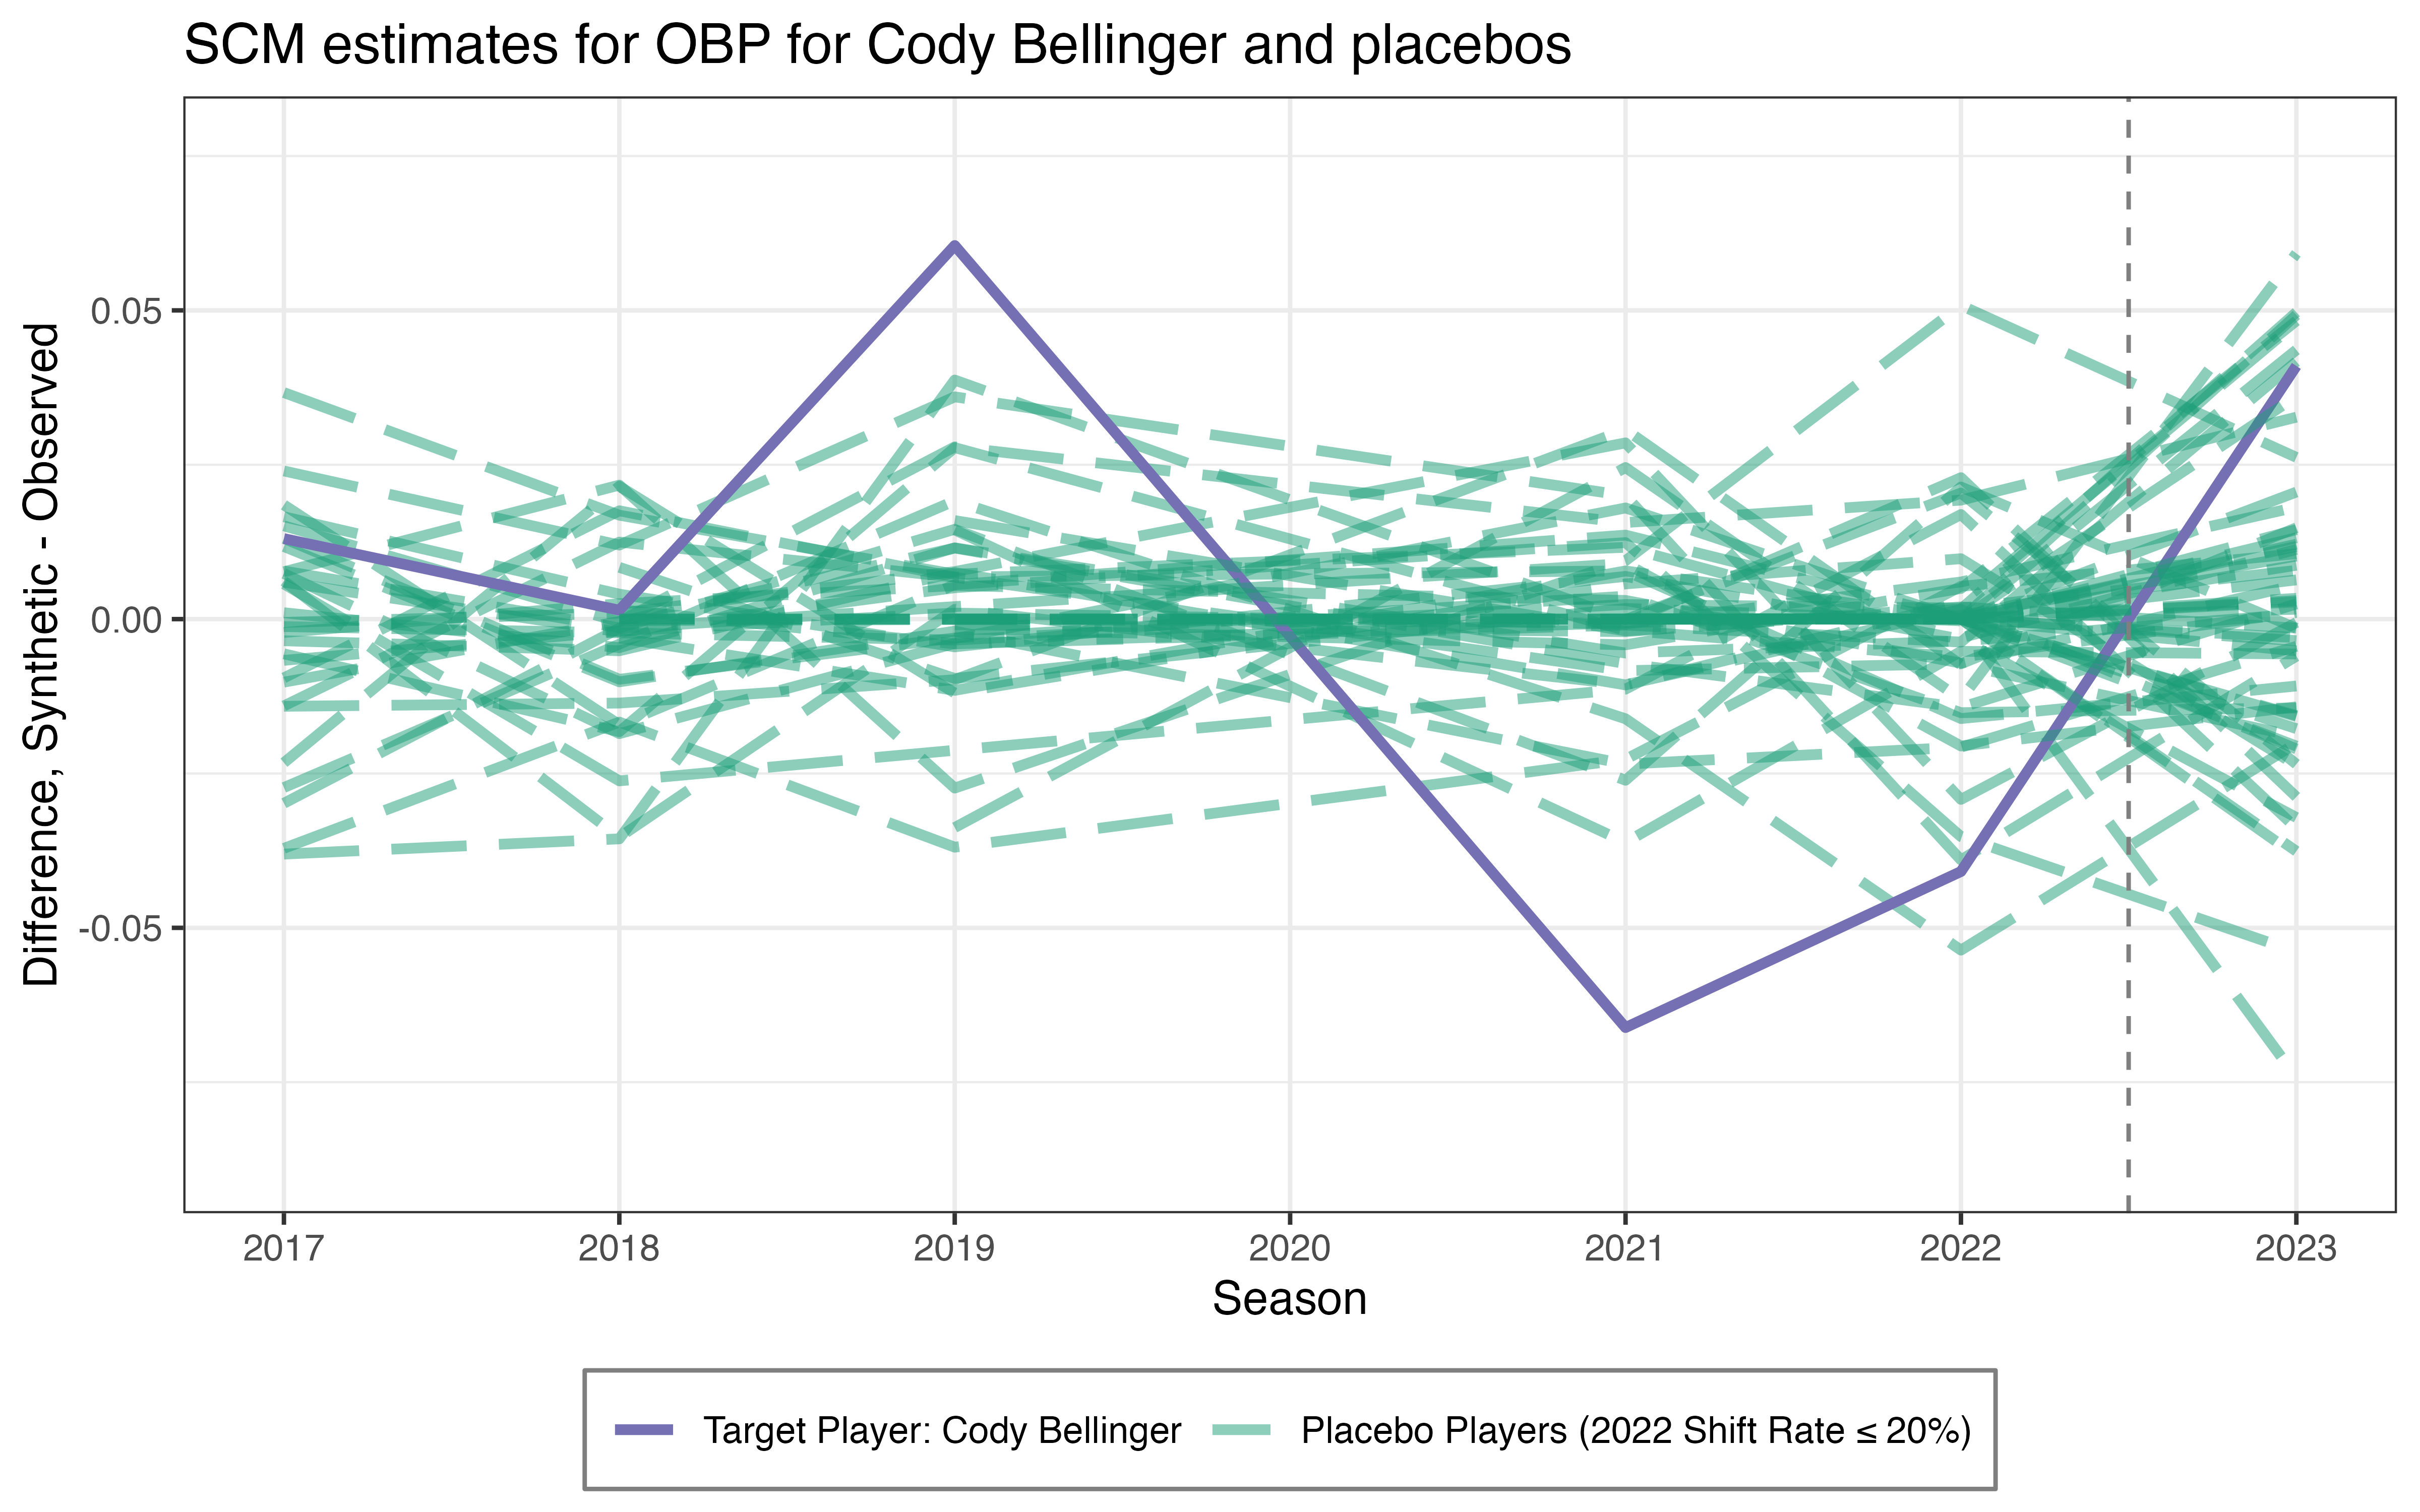 SCM estimates for OBP for Cody Bellinger and placebos
Difference, Synthetic - Observed
0.05
0.00
-0.05
2017 2018 2019 2020 2021 2022 2023
Season
Target Player: Cody Bellinger Placebo Players (2022 Shift Rate ≤ 20%)